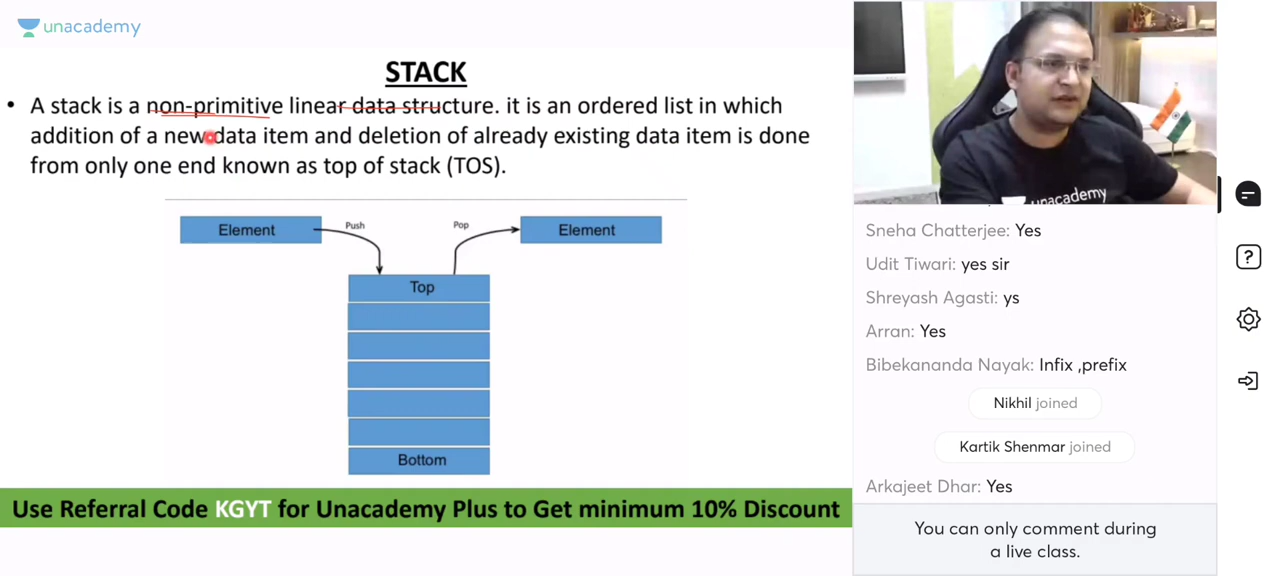 unacademy
STACK
• A stack is a non-primitive linear data structure. it is an ordered list in which
addition of a new data item and deletion of already existing data item is done
from only one end known as top of stack (TOS).
Element
Push
Pop
Element
Top
Bottom
Use Referral Code KGYT for Unacademy Plus to Get minimum 10% Discount
unacademy
Sneha Chatterjee: Yes
Udit Tiwari: yes sir
Shreyash Agasti: ys
Arran: Yes
Bibekananda Nayak: Infix ,prefix
Nikhil joined
Kartik Shenmar joined
Arkajeet Dhar: Yes
You can only comment during
a live class.